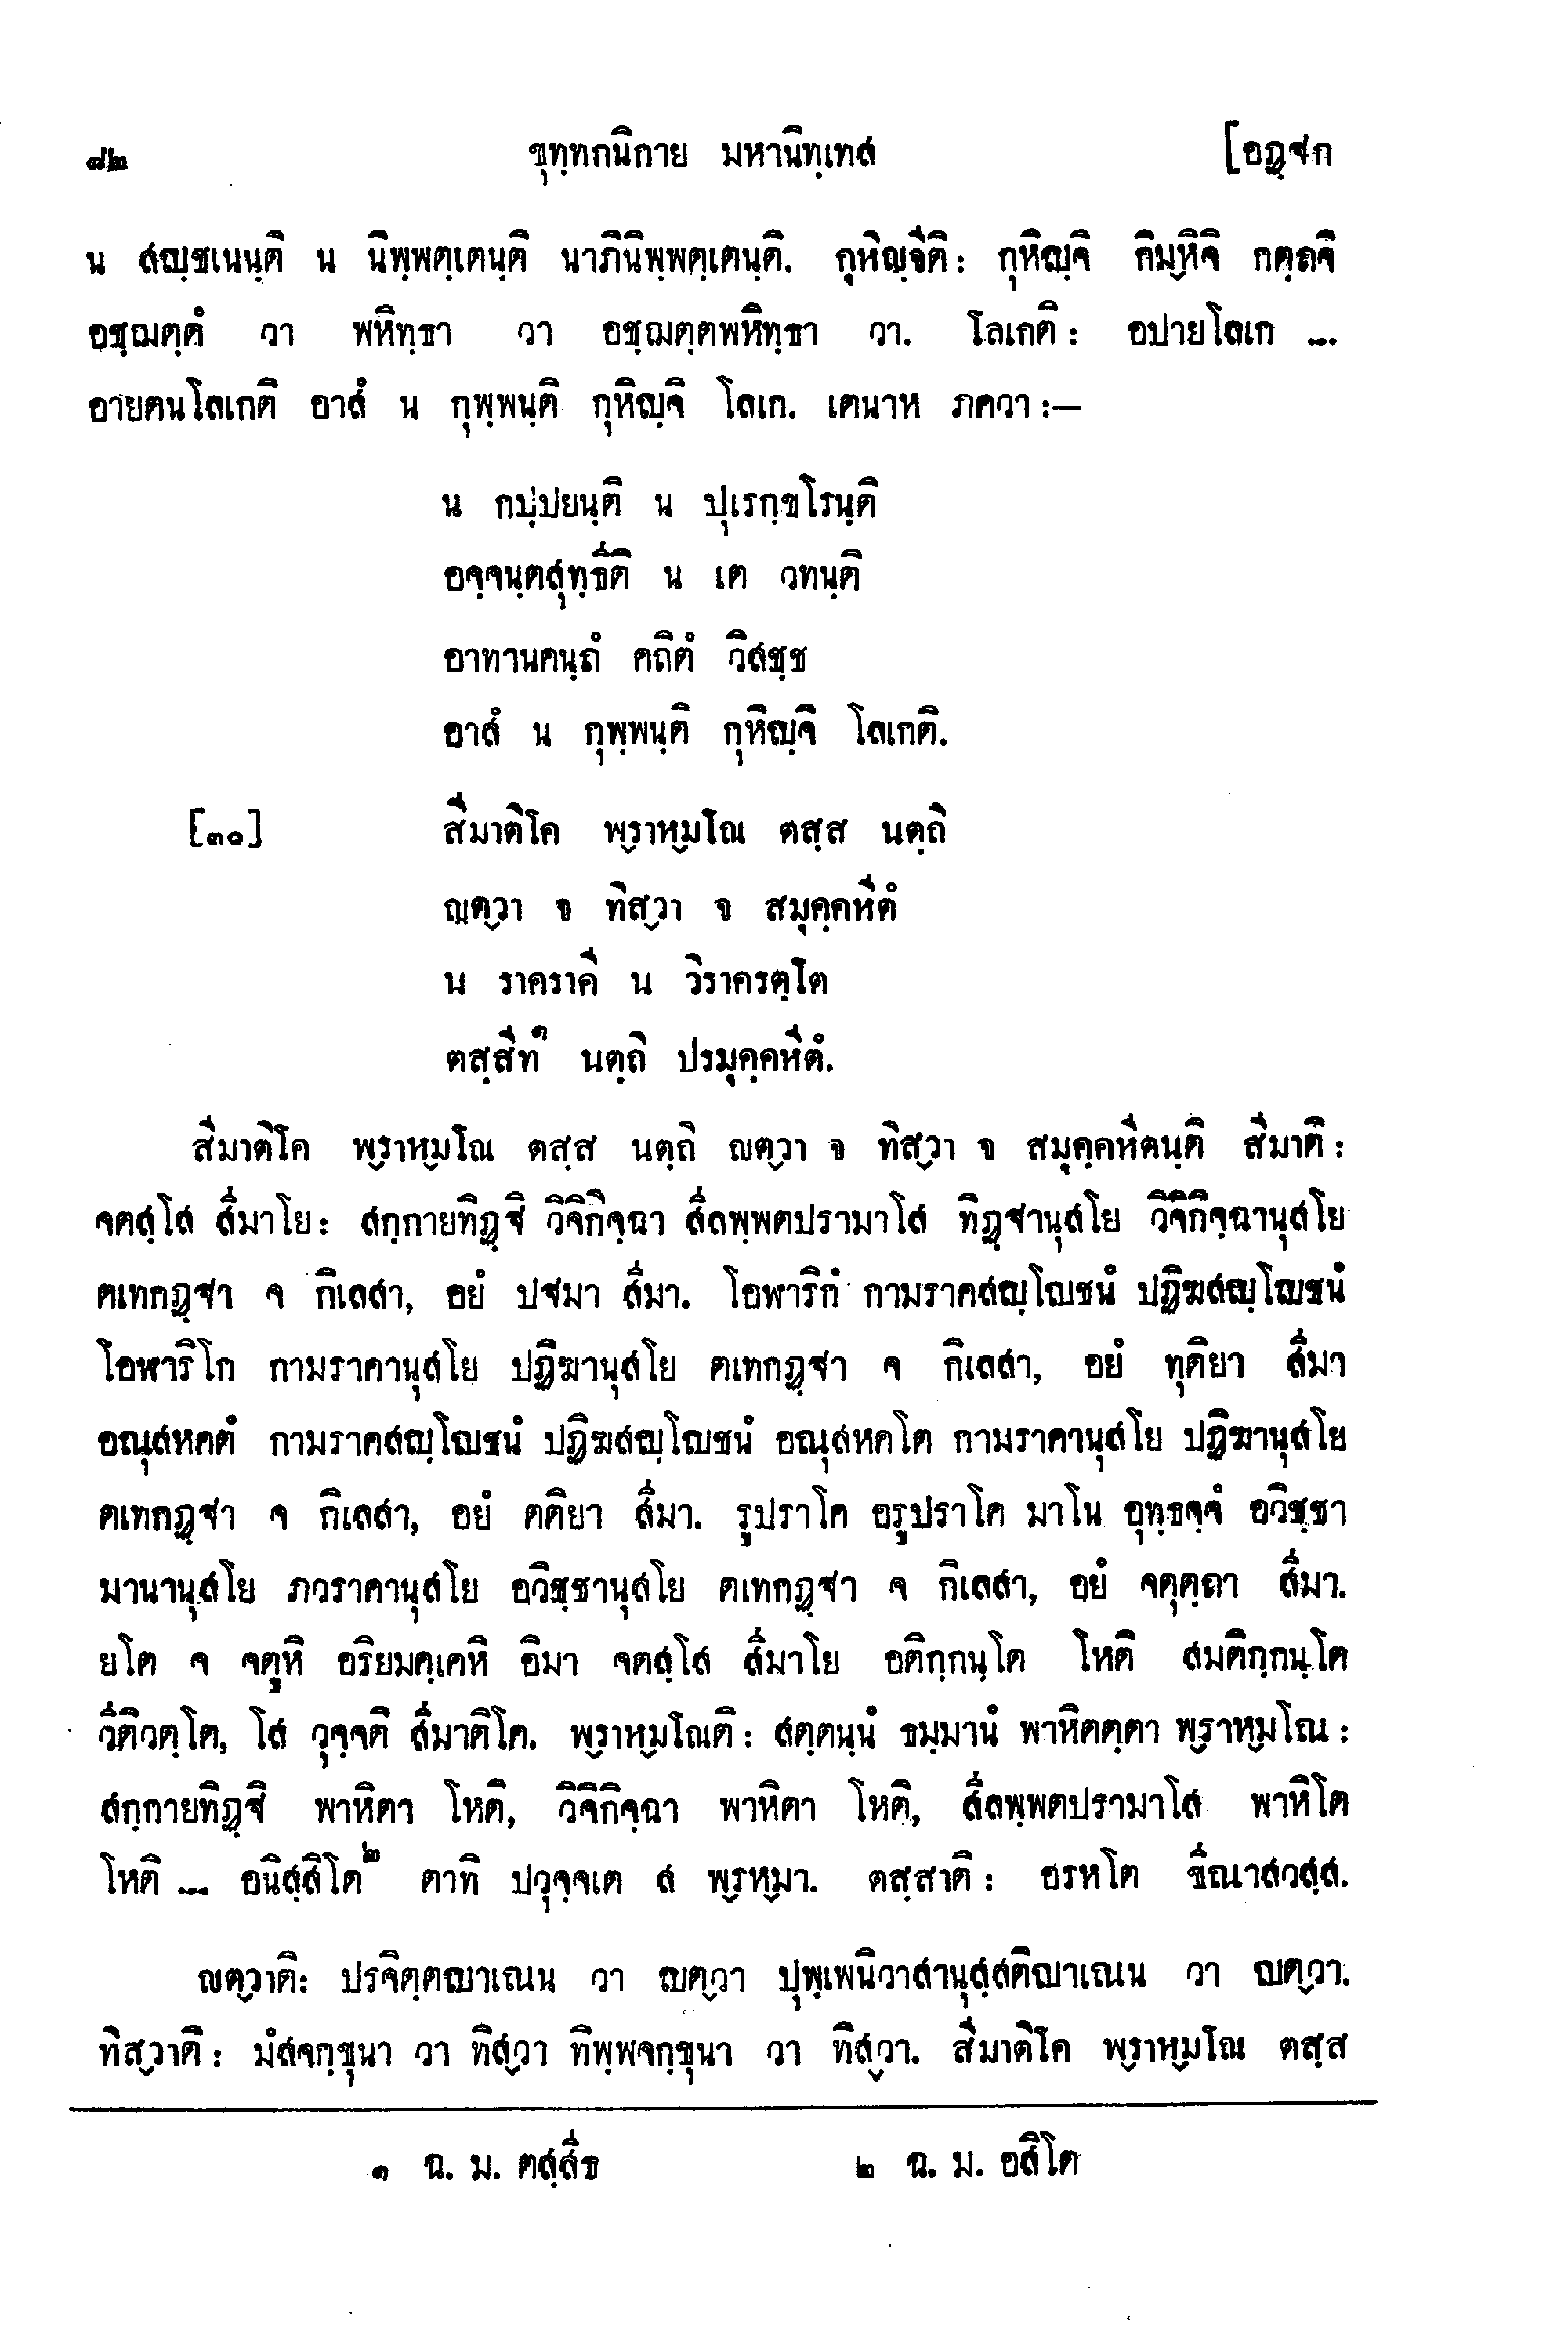 ๘๒ ขุทฺทกนิกาย มหานิทฺเทส [อฏฺฐก
น สญฺชเนนฺติ น นิพฺพตฺเตนฺติ นาภินิพฺพตฺเตนฺติ. กุหิญฺจีติ: กุหิญฺจิ กิมฺหิจิ กตฺถจิ
อชฺฌตฺตํ วา พหิทฺธา วา อชฺฌตฺตพหิทฺธา วา. โลเกติ: อปายโลเก ...
อายตนโลเกติ อาสํ น กุพฺพนฺติ กุหิญฺจิ โลเก. เตนาห ภควา:—
น กปฺปยนฺติ น ปุเรกฺขโรนฺติ
อจฺจนฺตสุทฺธีติ น เต วทนฺติ
อาทานคนฺถํ คถิตํ วิสชฺช
อาสํ น กุพฺพนฺติ กุหิญฺจิ โลเกติ.
[๓๐] สีมาติโค พฺราหฺมโณ ตสฺส นตฺถิ
ญตฺวา จ ทิสฺวา จ สมุคฺคหีตํ
น ราคราคี น วิราครตฺโต
ตสฺสีทํ๑ นตฺถิ ปรมุคฺคหีตํ.
สีมาติโค พฺราหฺมโณ ตสฺส นตฺถิ ญตฺวา จ ทิสฺวา จ สมุคฺคหีตนฺติ สีมาติ:
จตสฺโส สีมาโย: สกฺกายทิฏฺฐิ วิจิกิจฺฉา สีลพฺพตปรามาโส ทิฏฺฐานุสโย วิจิกิจฺฉานุสโย
ตเทกฏฺฐา จ กิเลสา, อยํ ปฐมา สีมา. โอฬาริกํ กามราคสญฺโญชนํ ปฏิฆสญฺโญชนํ
โอฬาริโก กามราคานุสโย ปฏิฆานุสโย ตเทกฏฺฐา จ กิเลสา, อยํ ทุติยา สีมา
อณุสหคตํ กามราคสญฺโญชนํ ปฏิฆสญฺโญชนํ อณุสหคโต กามราคานุสโย ปฏิฆานุสโย
ตเทกฏฺฐา จ กิเลสา, อยํ ตติยา สีมา. รูปราโค อรูปราโค มาโน อุทฺธจฺจํ อวิชฺชา
มานานุสโย ภวราคานุสโย อวิชฺชานุสโย ตเทกฏฺฐา จ กิเลสา, อยํ จตุตฺถา สีมา.
ยโต จ จตูหิ อริยมคฺเคหิ อิมา จตสฺโส สีมาโย อติกฺกนฺโต โหติ สมติกฺกนฺโต
วีติวตฺโต, โส วุจฺจติ สีมาติโค. พฺราหฺมโณติ: สตฺตนฺนํ ธมฺมานํ พาหิตตฺตา พฺราหฺมโณ:
สกฺกายทิฏฺฐิ พาหิตา โหติ, วิจิกิจฺฉา พาหิตา โหติ, สีลพฺพตปรามาโส พาหิโต
โหติ ... อนิสฺสิโต๒ ตาทิ ปวุจฺจเต ส พฺรหฺมา. ตสฺสาติ: อรหโต ขีณาสวสฺส.
ญตฺวาติ: ปรจิตฺตญาเณน วา ญตฺวา ปุพฺเพนิวาสานุสฺสติญาเณน วา ญตฺวา.
ทิสฺวาติ: มํสจกฺขุนา วา ทิสฺวา ทิพฺพจกฺขุนา วา ทิสฺวา. สีมาติโค พฺราหฺมโณ ตสฺส
๑ ฉ. ม. ตสฺสีธ ๒ ฉ. ม. อสิโต